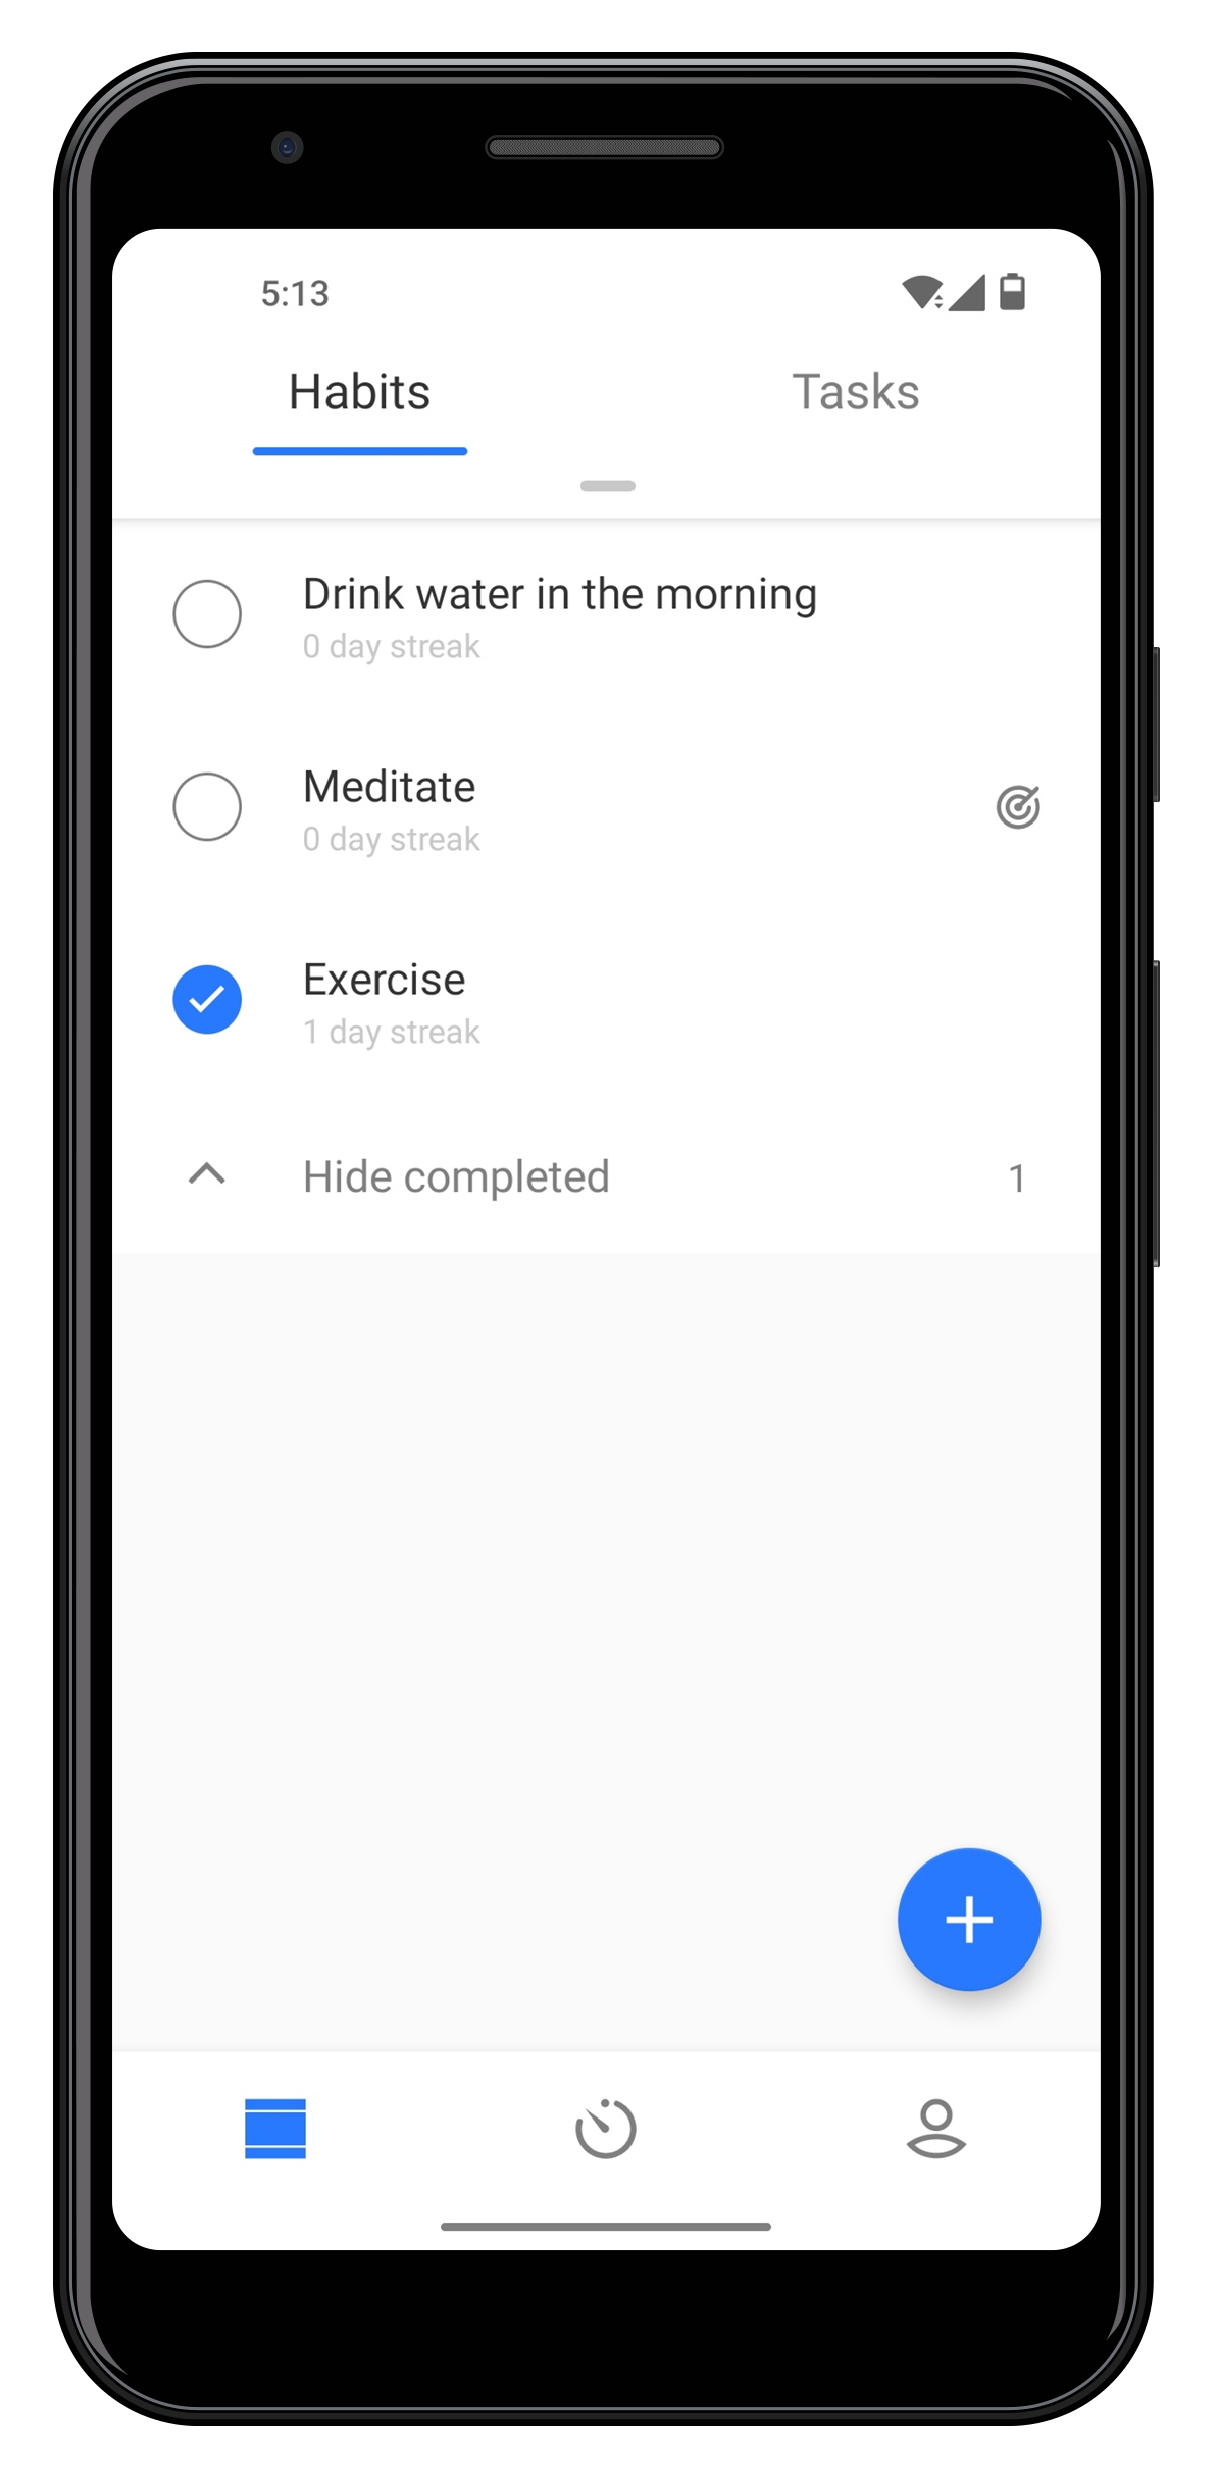 5:13
Habits
Tasks
Drink water in the morning
0 day streak
Meditate
0 day streak
Exercise
1 day streak
Hide completed
1